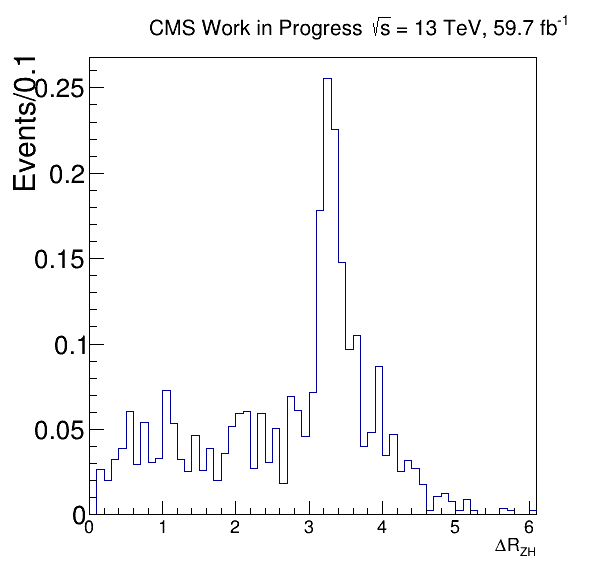 CMS Work in Progress √s = 13 TeV, 59.7 fb⁻¹
Events/0.1
0.25
0.2
0.15
0.1
0.05
0
0 1 2 3 4 5 6
ΔR_ZH